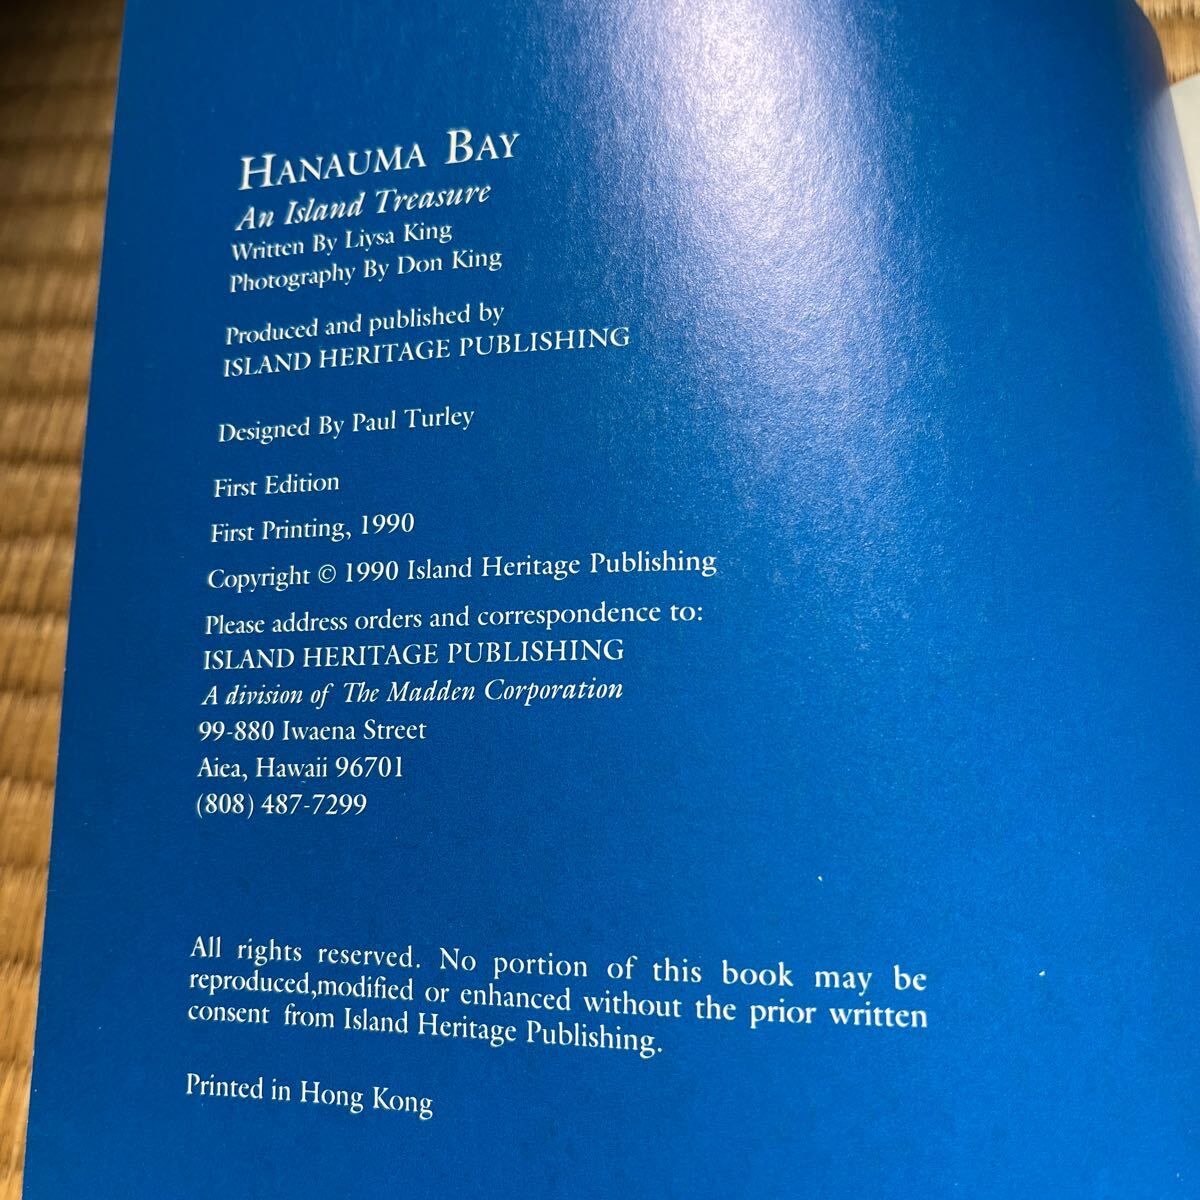 HANAUMA BAY
An Island Treasure
Written By Liysa King
Photography By Don King
Produced and published by
ISLAND HERITAGE PUBLISHING
Designed By Paul Turley
First Edition
First Printing, 1990
Copyright © 1990 Island Heritage Publishing
Please address orders and correspondence to:
ISLAND HERITAGE PUBLISHING
A division of The Madden Corporation
99-880 Iwaena Street
Aiea, Hawaii 96701
(808) 487-7299
All rights reserved. No portion of this book may be
reproduced,modified or enhanced without the prior written
consent from Island Heritage Publishing.
Printed in Hong Kong